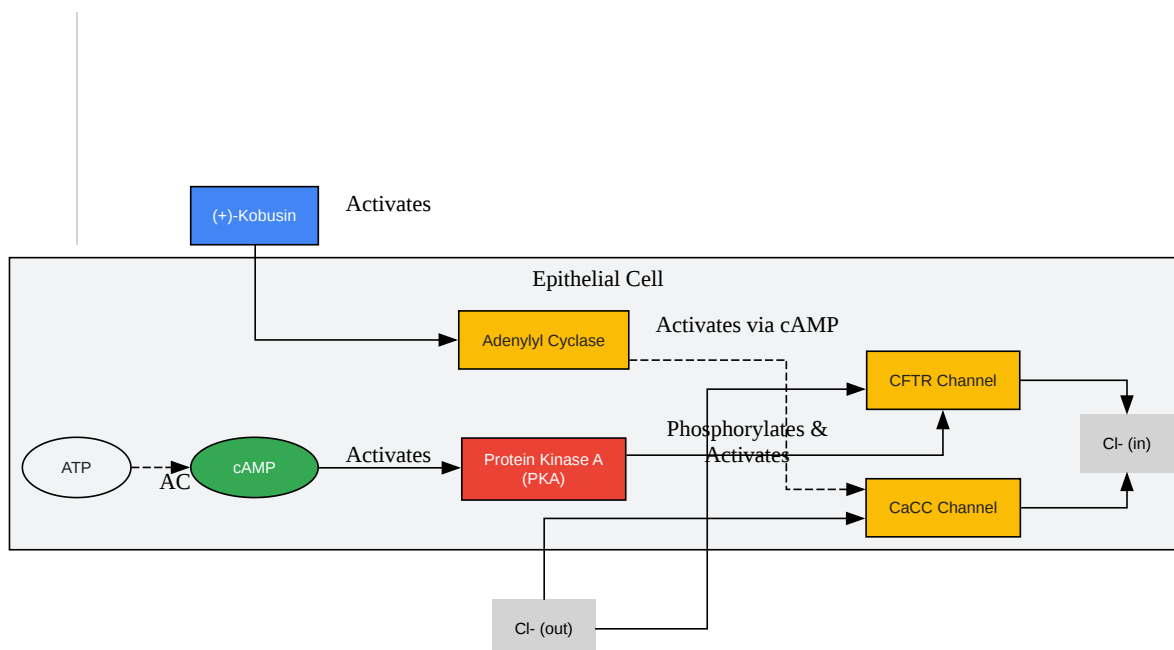 (+)-Kobusin
Activates
Epithelial Cell
Adenylyl Cyclase
Activates via cAMP
CFTR Channel
ATP
AC
cAMP
Activates
Protein Kinase A
(PKA)
Phosphorylates &
Activates
Cl- (in)
CaCC Channel
Cl- (out)